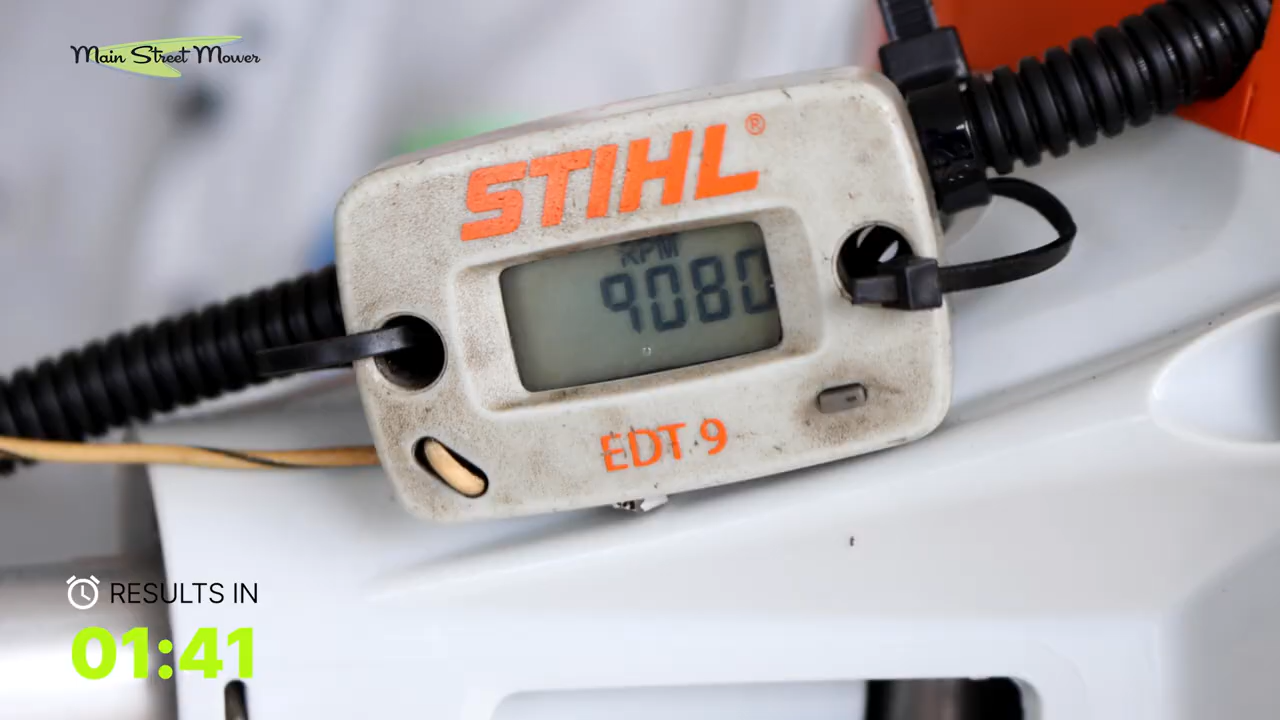 Main Street Mower
STIHL®
RPM
9080
EDT 9
RESULTS IN
01:41